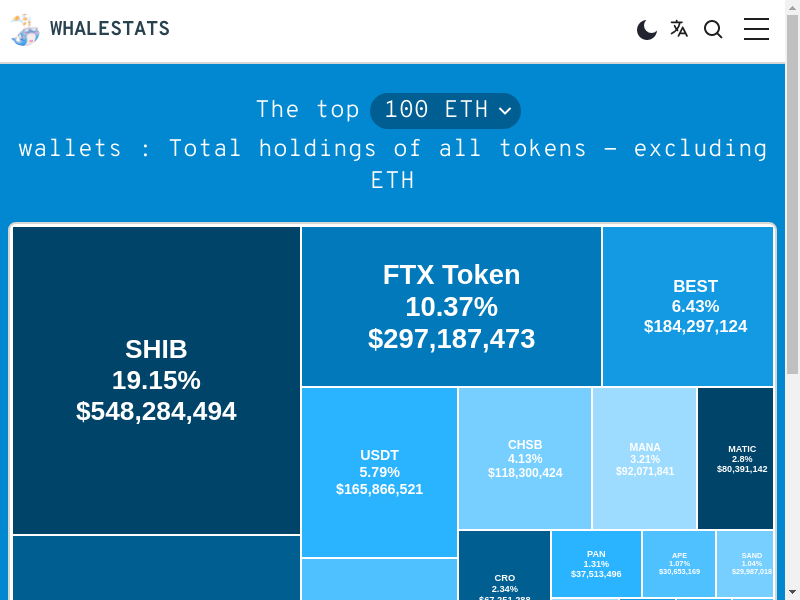 WHALESTATS
The top 100 ETH
wallets : Total holdings of all tokens – excluding
ETH
SHIB
19.15%
$548,284,494
FTX Token
10.37%
$297,187,473
BEST
6.43%
$184,297,124
USDT
5.79%
$165,866,521
CHSB
4.13%
$118,300,424
MANA
3.21%
$92,071,841
MATIC
2.8%
$80,391,142
CRO
2.34%
$67,251,288
PAN
1.31%
$37,513,496
APE
1.07%
$30,653,169
SAND
1.04%
$29,987,018